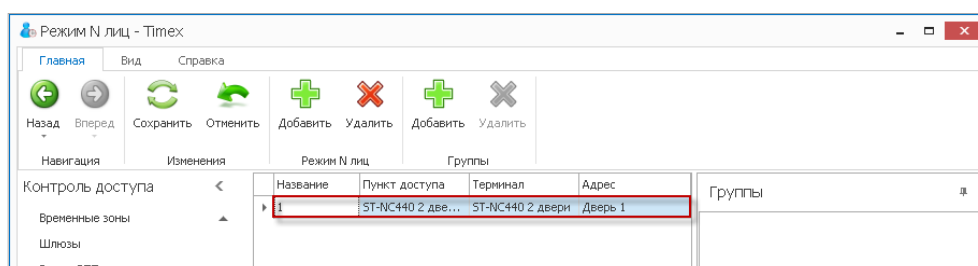 Режим N лиц - Timex
Главная Вид Справка
Назад Вперед Сохранить Отменить Добавить Удалить Добавить Удалить
Навигация Изменения Режим N лиц Группы
Контроль доступа
Название Пункт доступа Терминал Адрес
Группы
1 ST-NC440 2 две... ST-NC440 2 двери Дверь 1
Временные зоны
Шлюзы